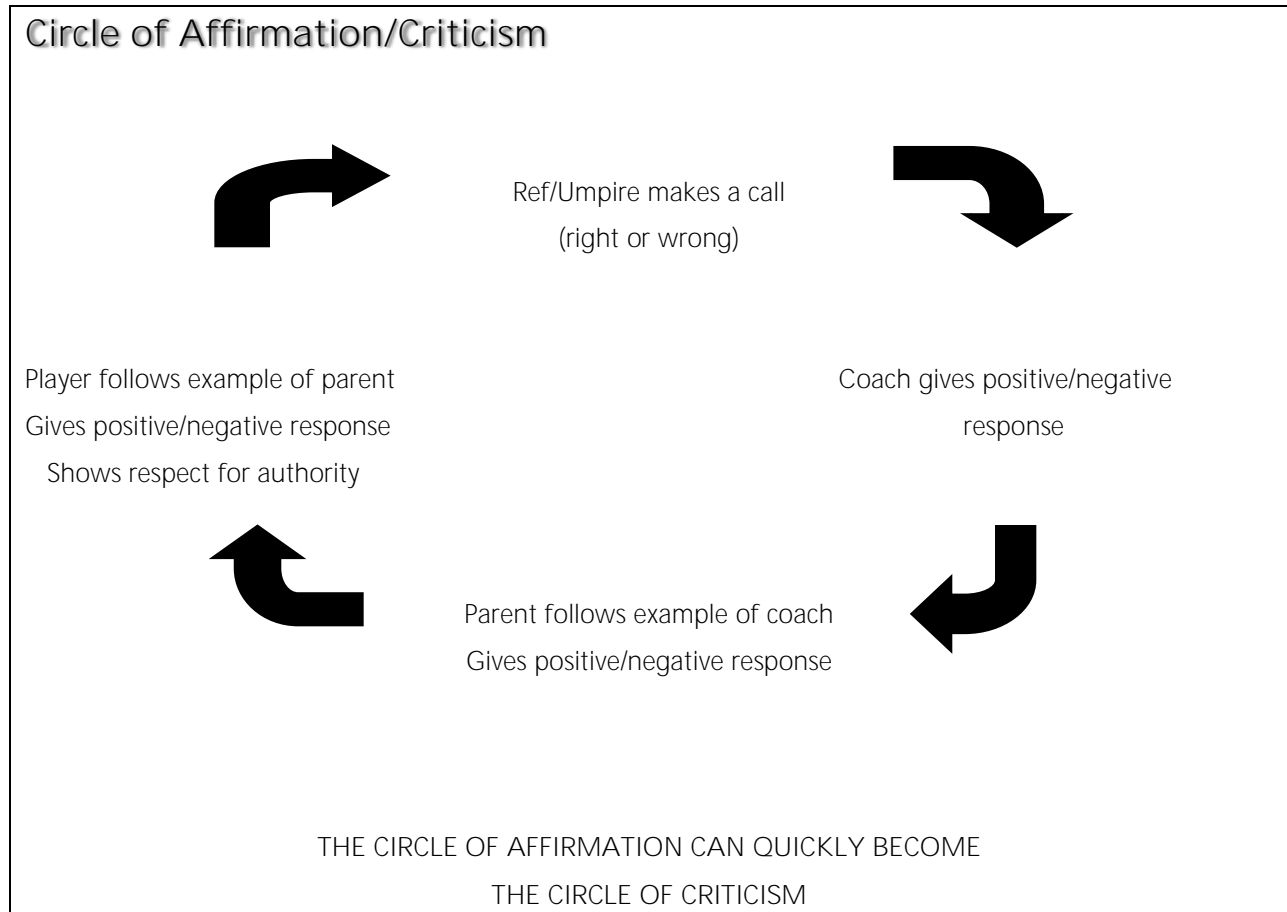 Circle of Affirmation/Criticism
Ref/Umpire makes a call
(right or wrong)
Player follows example of parent
Gives positive/negative response
Shows respect for authority
Coach gives positive/negative
response
Parent follows example of coach
Gives positive/negative response
THE CIRCLE OF AFFIRMATION CAN QUICKLY BECOME
THE CIRCLE OF CRITICISM